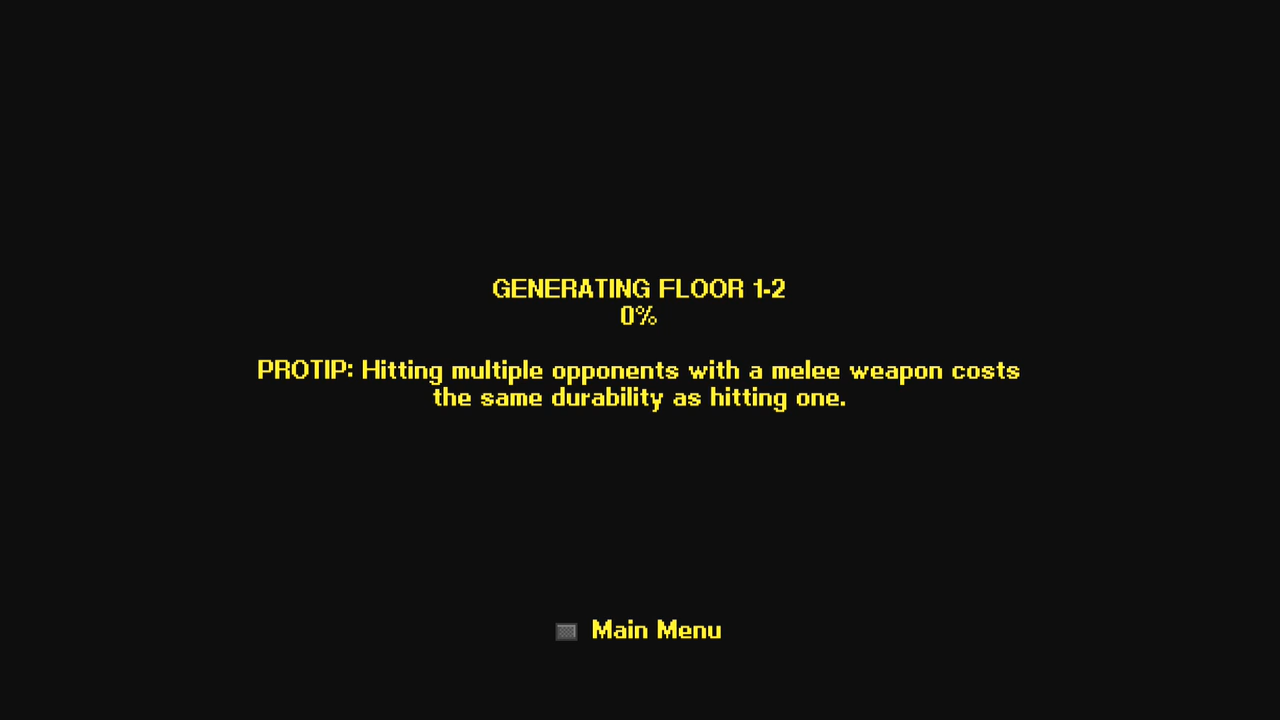 GENERATING FLOOR 1-2
0%
PROTIP: Hitting multiple opponents with a melee weapon costs
the same durability as hitting one.
Main Menu